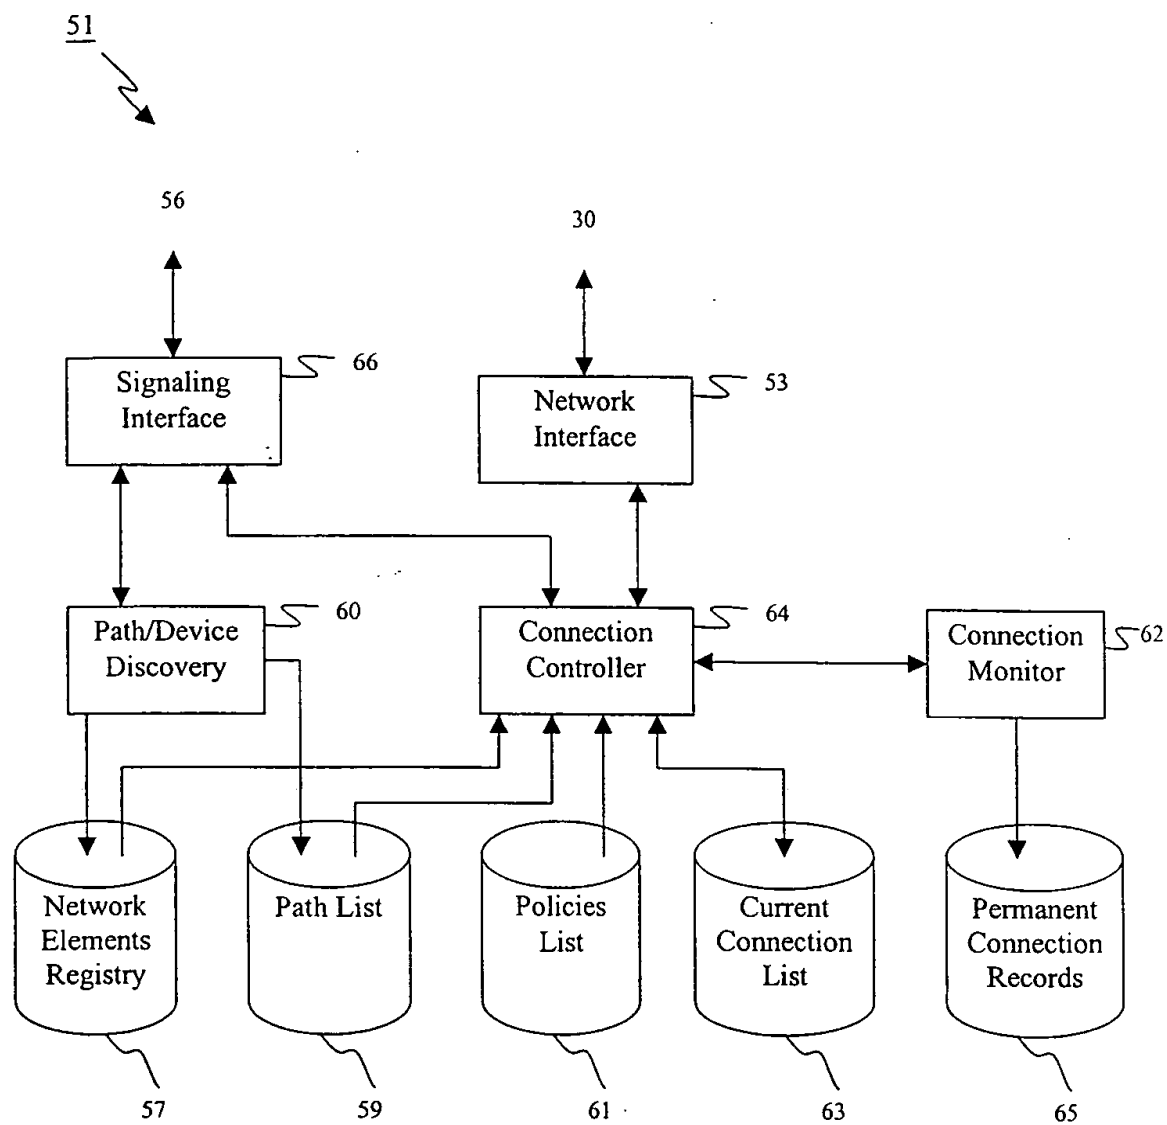 51
56
30
Signaling
Interface
66
Network
Interface
53
Path/Device
Discovery
60
Connection
Controller
64
Connection
Monitor
62
Network
Elements
Registry
Path List
Policies
List
Current
Connection
List
Permanent
Connection
Records
57
59
61
63
65